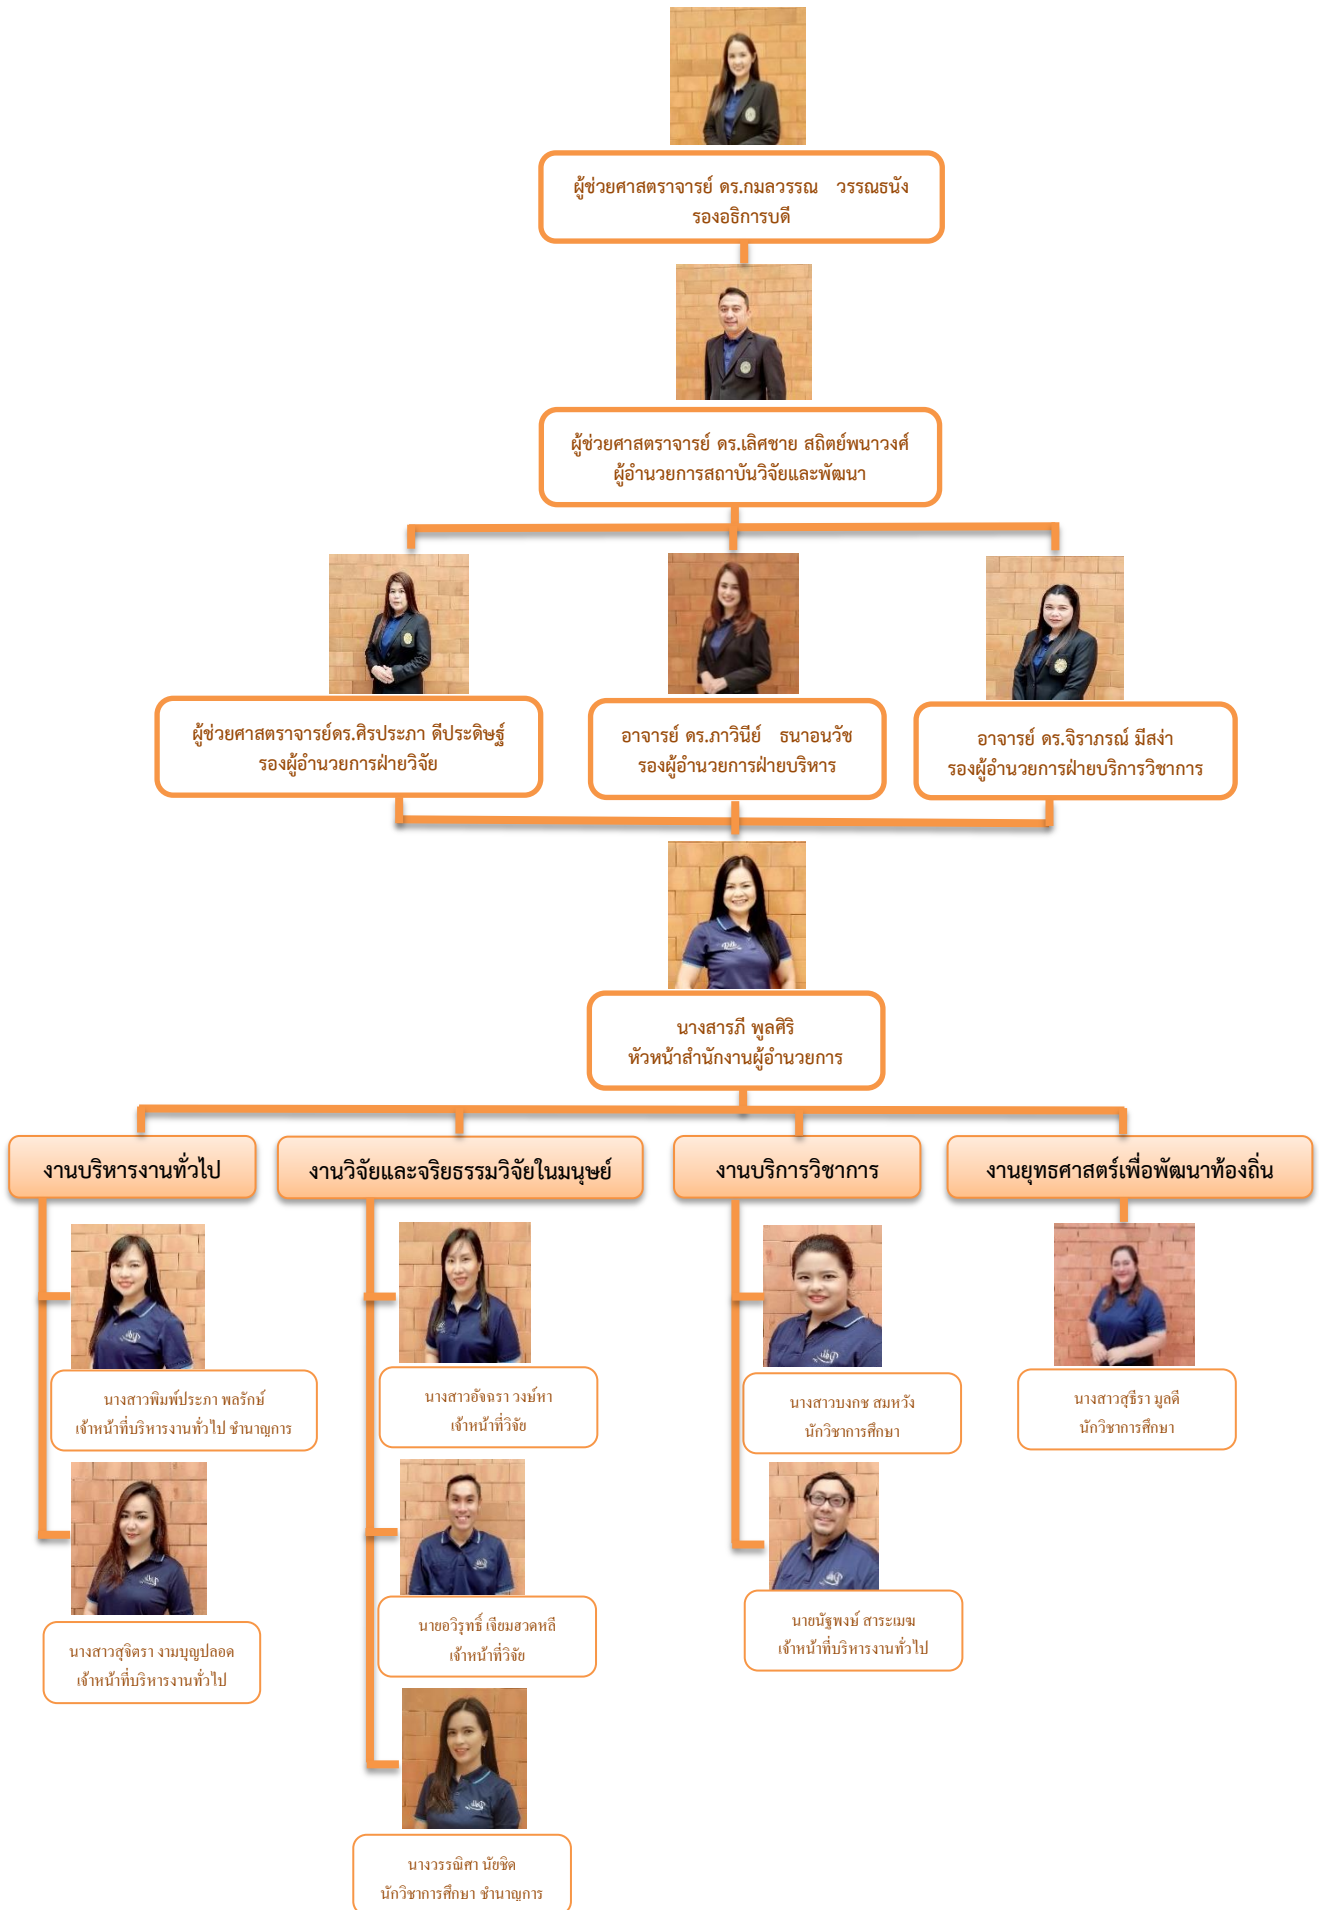 ผู้ช่วยศาสตราจารย์ ดร.กมลวรรณ วรรณธนัง
รองอธิการบดี
ผู้ช่วยศาสตราจารย์ ดร.เลิศชาย สถิตย์พนาวงศ์
ผู้อำนวยการสถาบันวิจัยและพัฒนา
ผู้ช่วยศาสตราจารย์ดร.ศิรประภา ดีประดิษฐ์
รองผู้อำนวยการฝ่ายวิจัย
อาจารย์ ดร.ภาวินีย์ ธนาอนวัช
รองผู้อำนวยการฝ่ายบริหาร
อาจารย์ ดร.จิราภรณ์ มีสง่า
รองผู้อำนวยการฝ่ายบริการวิชาการ
นางสารภี พูลศิริ
หัวหน้าสำนักงานผู้อำนวยการ
งานบริหารงานทั่วไป
นางสาวพิมพ์ประภา พลรักษ์
เจ้าหน้าที่บริหารงานทั่วไป ชำนาญการ
นางสาวสุจิตรา งามบุญปลอด
เจ้าหน้าที่บริหารงานทั่วไป
งานวิจัยและจริยธรรมวิจัยในมนุษย์
นางสาวอัจฉรา วงษ์หา
เจ้าหน้าที่วิจัย
นายอวิรุทธิ์ เจียมฮวดหลี
เจ้าหน้าที่วิจัย
นางวรรณิศา นัยชิต
นักวิชาการศึกษา ชำนาญการ
งานบริการวิชาการ
นางสาวบงกช สมหวัง
นักวิชาการศึกษา
นายนัฐพงษ์ สาระเมฆ
เจ้าหน้าที่บริหารงานทั่วไป
งานยุทธศาสตร์เพื่อพัฒนาท้องถิ่น
นางสาวสุธีรา มูลดี
นักวิชาการศึกษา